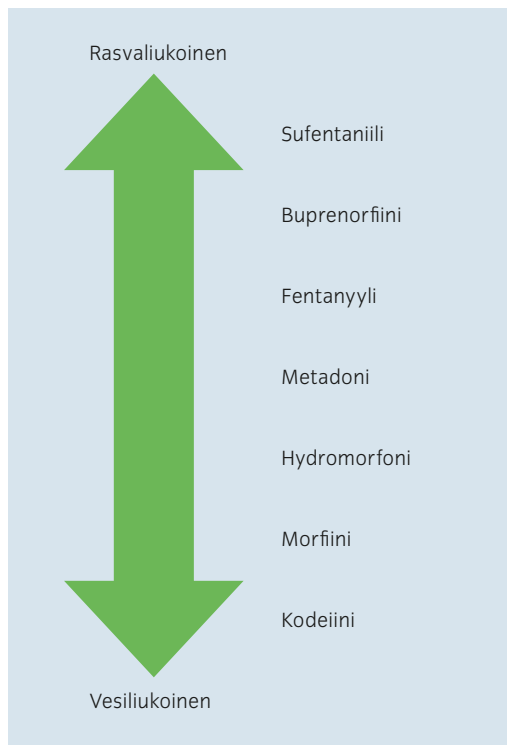 Rasvaliukoinen
Sufentaniili
Buprenorfiini
Fentanyyli
Metadoni
Hydromorfoni
Morfiini
Kodeiini
Vesiliukoinen